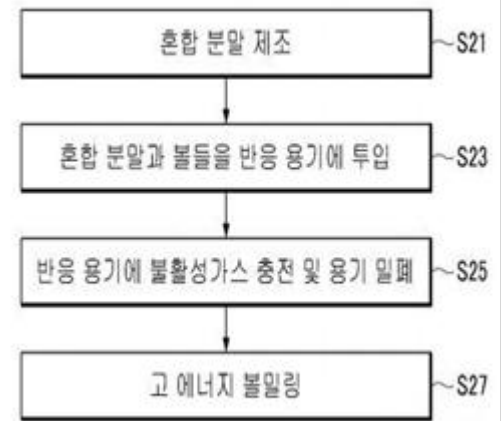 혼합 분말 제조
S21
혼합 분말과 볼들을 반응 용기에 투입
S23
반응 용기에 불활성가스 충전 및 용기 밀폐
S25
고 에너지 볼밀링
S27